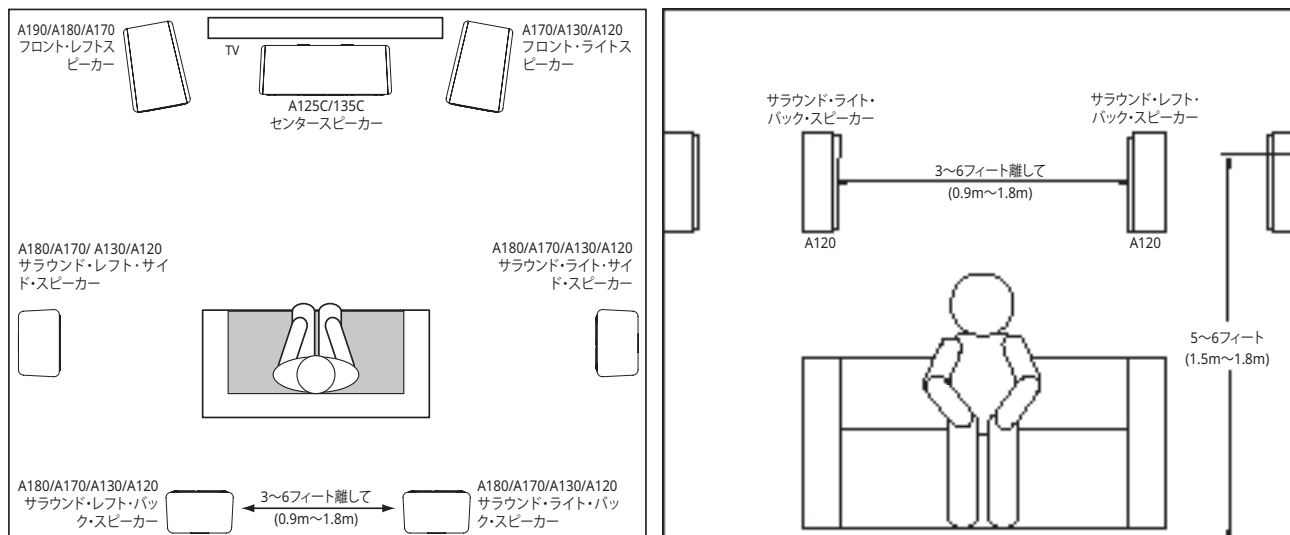 A190/A180/A170
フロント・レフトス
ピーカー
TV
A170/A130/A120
フロント・ライトス
ピーカー
A125C/135C
センタースピーカー
A180/A170/ A130/A120
サラウンド・レフト・サイ
ド・スピーカー
A180/A170/A130/A120
サラウンド・ライト・サイ
ド・スピーカー
A180/A170/A130/A120
サラウンド・レフト・バッ
ク・スピーカー
3〜6フィート離して
(0.9m〜1.8m)
A180/A170/A130/A120
サラウンド・ライト・バッ
ク・スピーカー
サラウンド・ライト・
バック・スピーカー
サラウンド・レフト・
バック・スピーカー
3〜6フィート離して
(0.9m〜1.8m)
A120
A120
5〜6フィート
(1.5m〜1.8m)